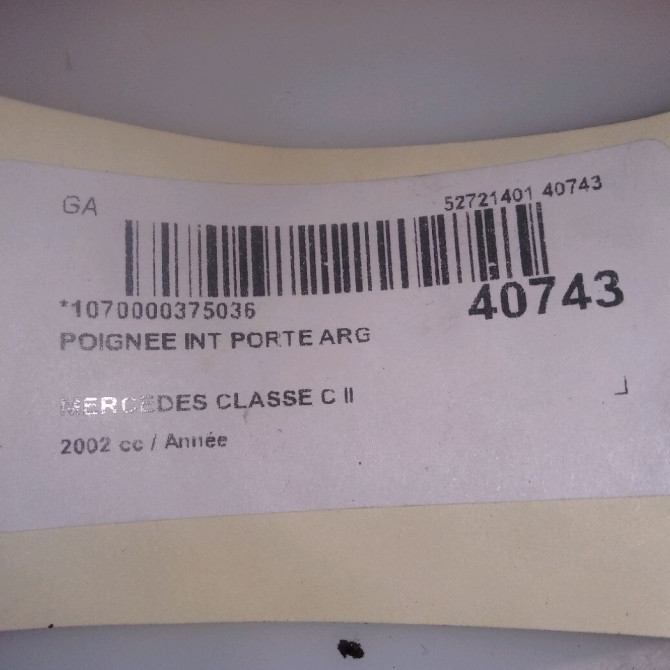 GA
52721401 40743
*1070000375036
40743
POIGNEE INT PORTE ARG
MERCEDES CLASSE C II
2002 cc / Année